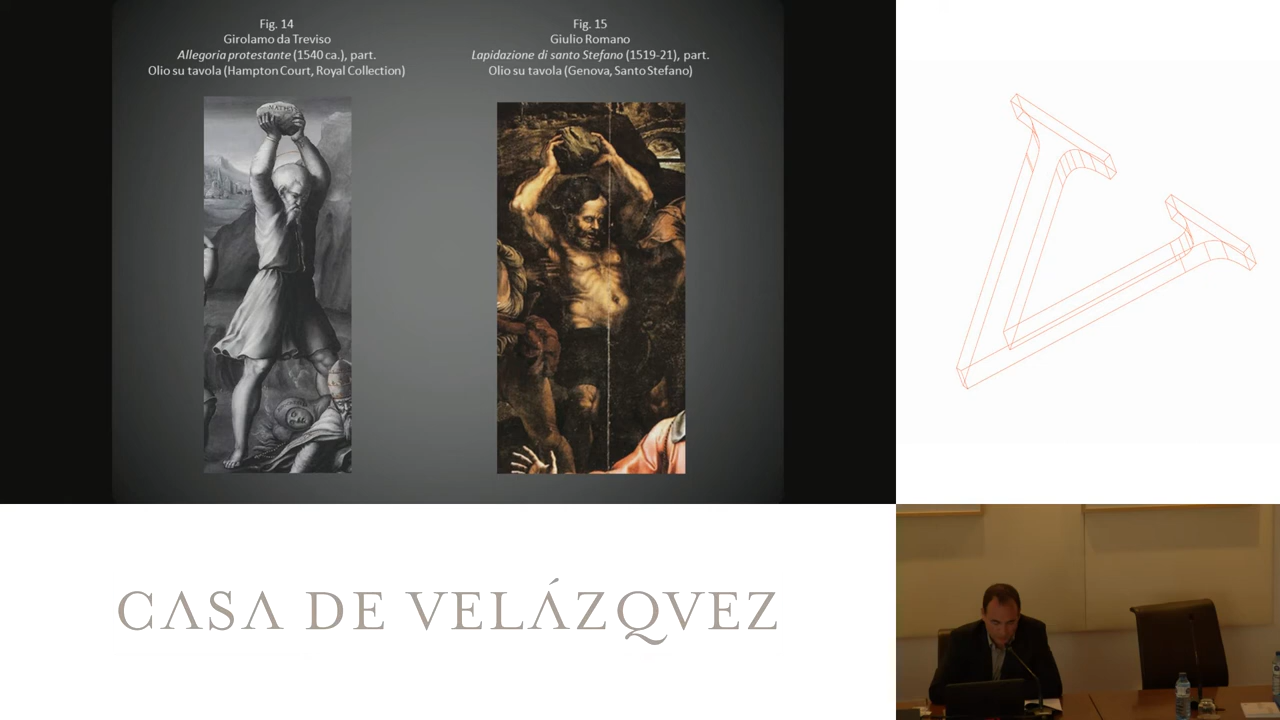 Fig. 14
Girolamo da Treviso
Allegoria protestante (1540 ca.), part.
Olio su tavola (Hampton Court, Royal Collection)
Fig. 15
Giulio Romano
Lapidazione di santo Stefano (1519-21), part.
Olio su tavola (Genova, Santo Stefano)
CASA DE VELÁZQVEZ